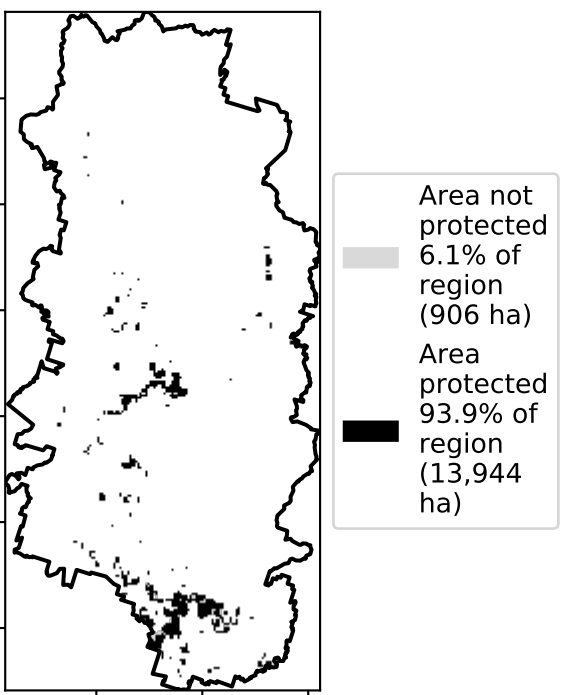 Area not
protected
6.1% of
region
(906 ha)
Area
protected
93.9% of
region
(13,944
ha)